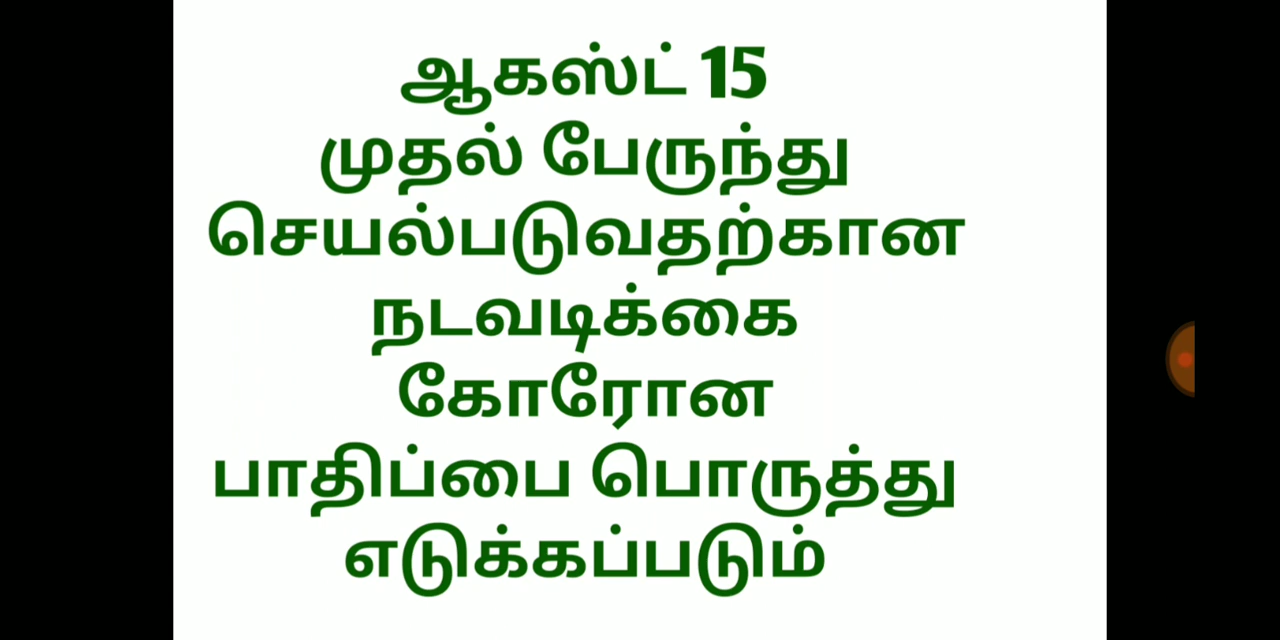 ஆகஸ்ட் 15
முதல் பேருந்து
செயல்படுவதற்கான
நடவடிக்கை
கோரோன
பாதிப்பை பொருத்து
எடுக்கப்படும்